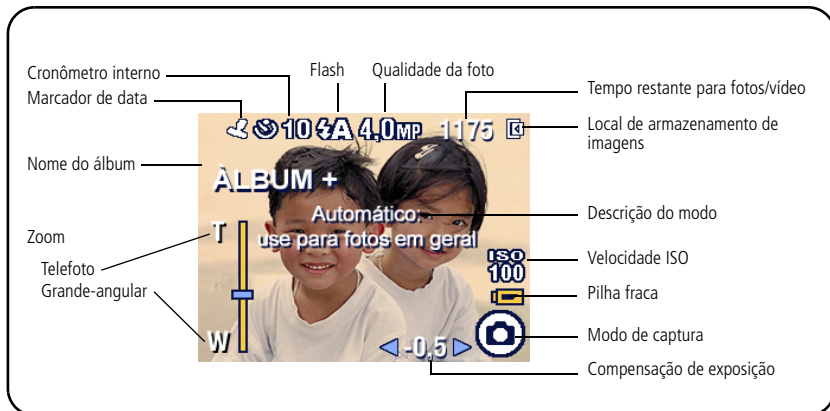 Cronômetro interno
Marcador de data
Flash
Qualidade da foto
Tempo restante para fotos/vídeo
Local de armazenamento de
imagens
10 A 4.0MP 1175
Nome do álbum
ÀLBUM +
Automático:
use para fotos em geral
Descrição do modo
Zoom
Telefoto
Grande-angular
T
W
ISO
100
Velocidade ISO
Pilha fraca
Modo de captura
-0.5
Compensação de exposição